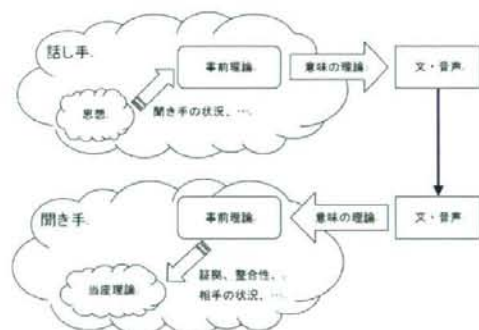 話し手.
事前理論.
意味の理論.
文・音声
思想.
聞き手の状況、….
聞き手.
事前理論.
意味の理論.
文・音声
当座理論.
証拠、整合性、.
相手の状況、….